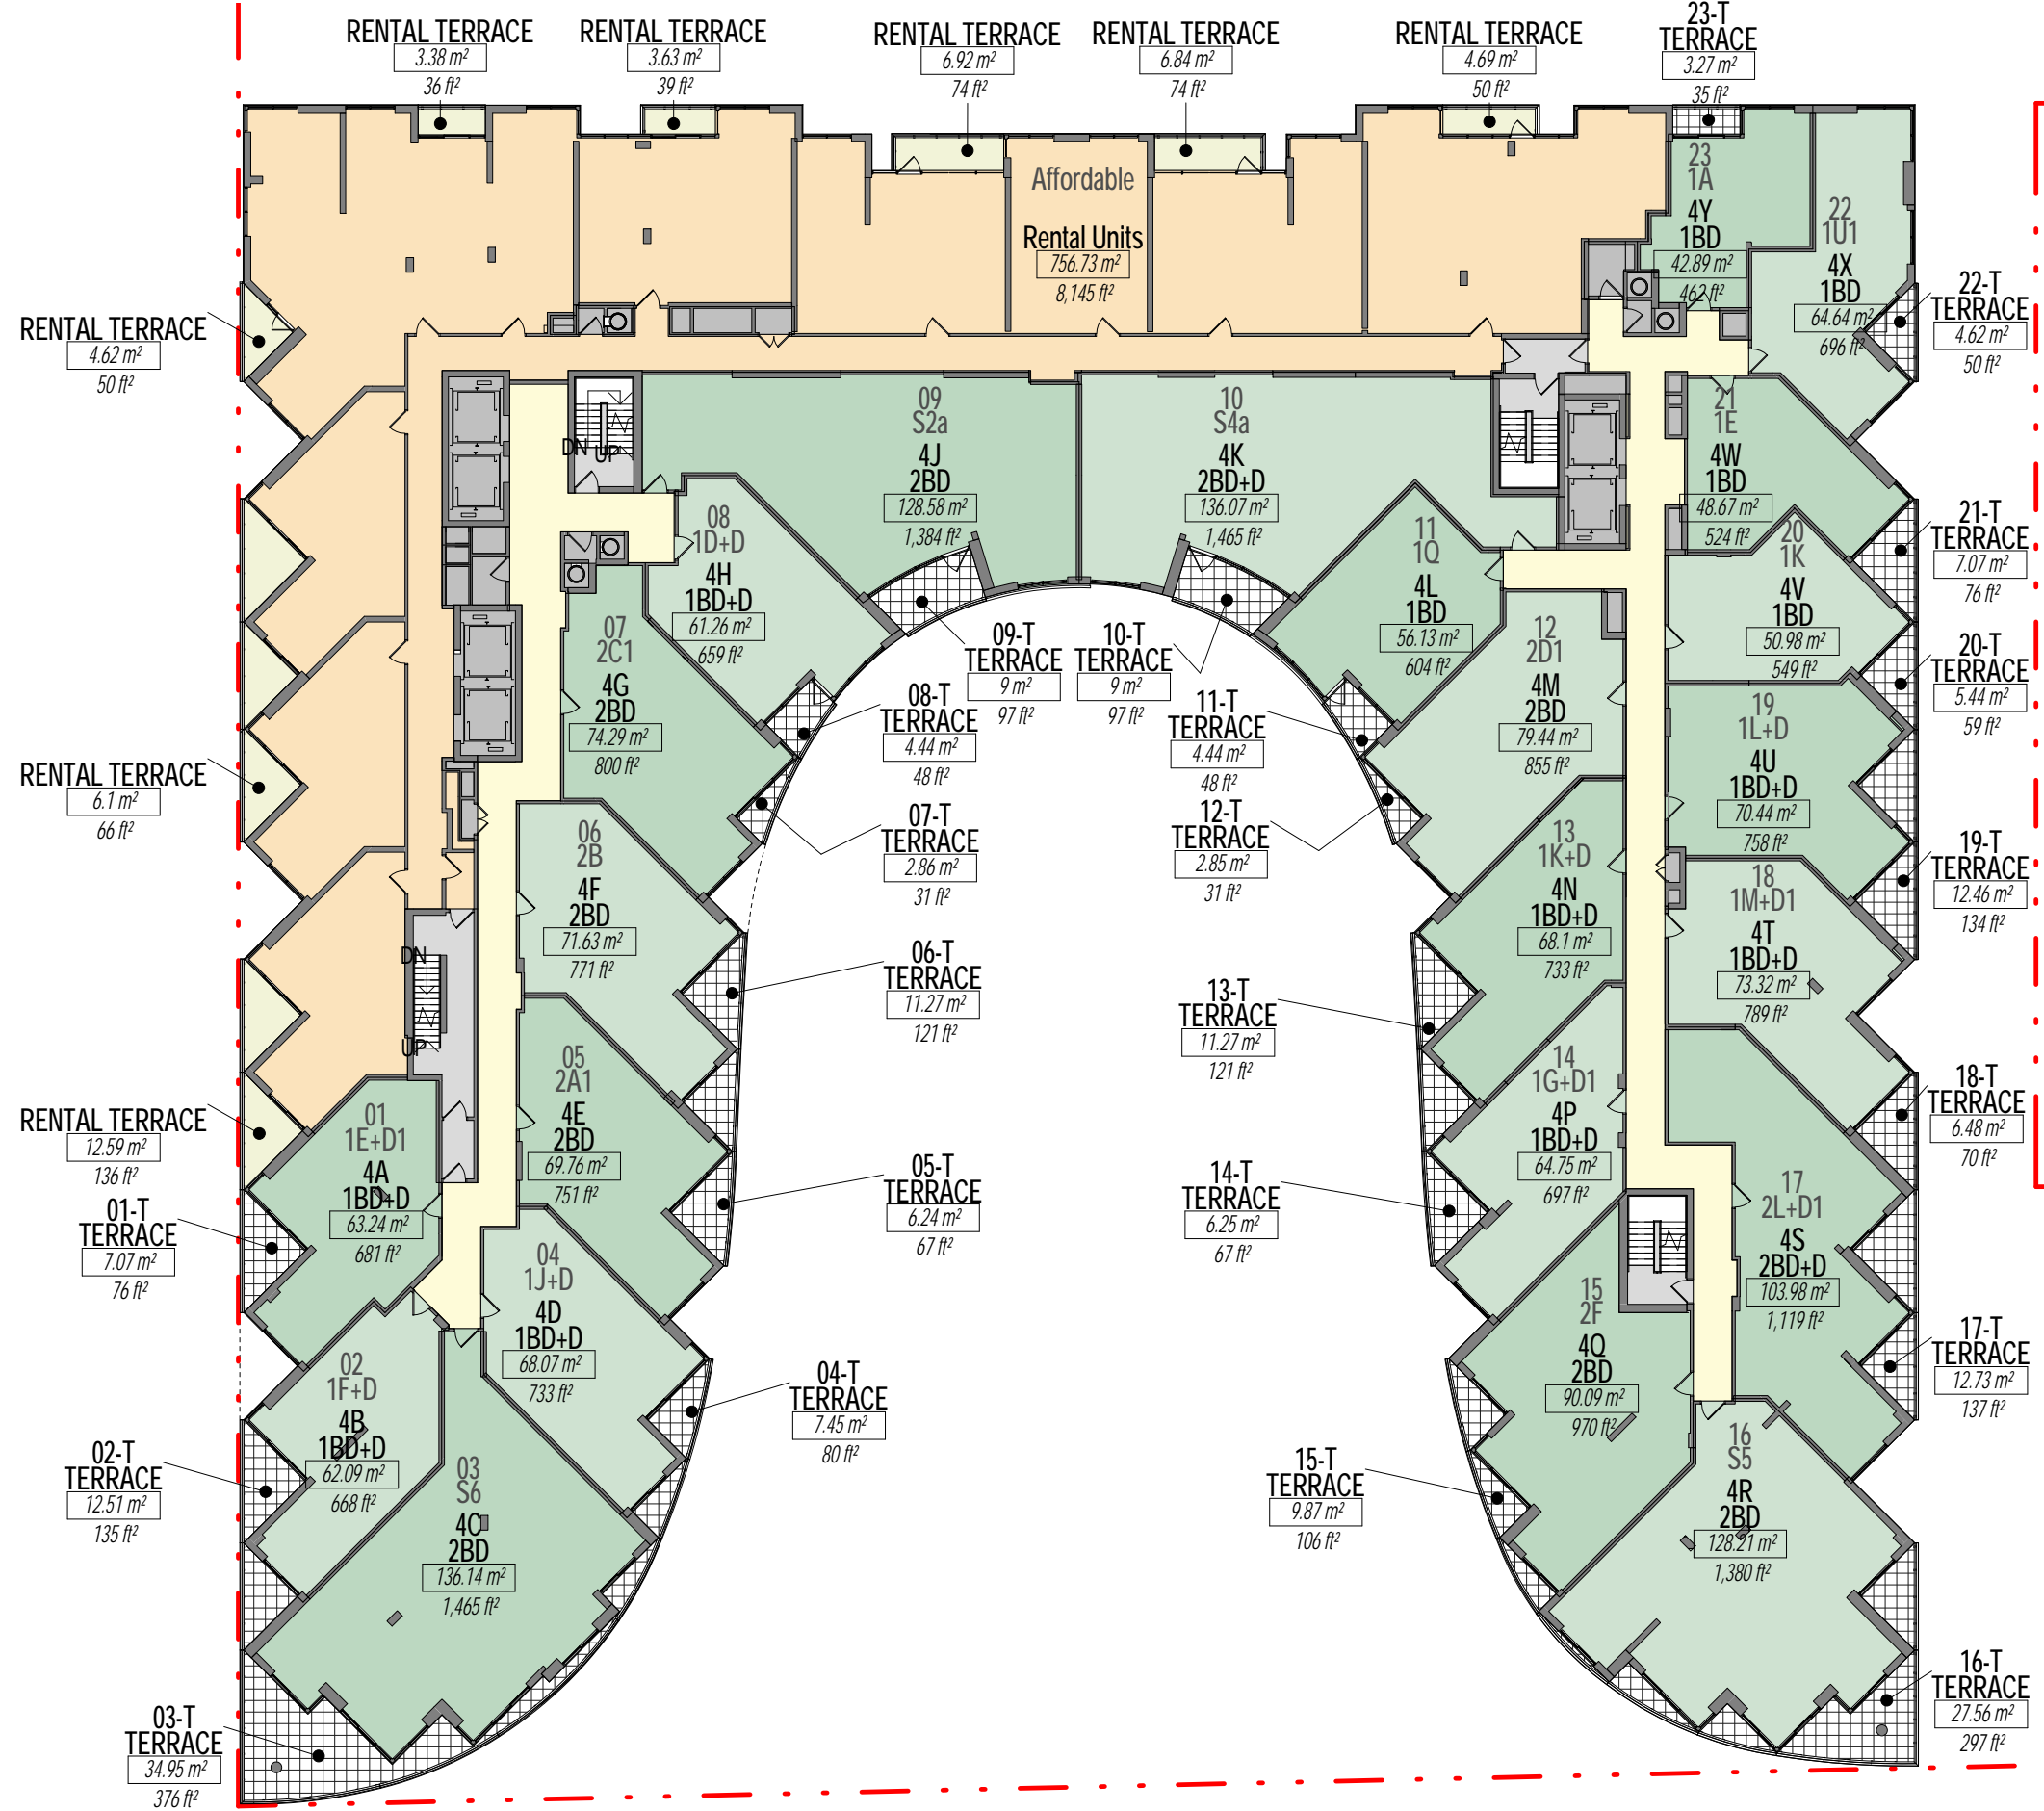 RENTAL TERRACE
3.38 m²
36 ft²
RENTAL TERRACE
3.63 m²
39 ft²
RENTAL TERRACE
6.92 m²
74 ft²
RENTAL TERRACE
6.84 m²
74 ft²
RENTAL TERRACE
4.69 m²
50 ft²
23-T
TERRACE
3.27 m²
35 ft²
Affordable
Rental Units
756.73 m²
8,145 ft²
23
1A
4Y
1BD
42.89 m²
462 ft²
22
1U1
4X
1BD
64.64 m²
696 ft²
22-T
TERRACE
4.62 m²
50 ft²
RENTAL TERRACE
4.62 m²
50 ft²
DN
UP
09
S2a
4J
2BD
128.58 m²
1,384 ft²
10
S4a
4K
2BD+D
136.07 m²
1,465 ft²
21
1E
4W
1BD
48.67 m²
524 ft²
21-T
TERRACE
7.07 m²
76 ft²
08
1D+D
4H
1BD+D
61.26 m²
659 ft²
11
1Q
4L
1BD
56.13 m²
604 ft²
20
1K
4V
1BD
50.98 m²
549 ft²
20-T
TERRACE
5.44 m²
59 ft²
07
2C1
4G
2BD
74.29 m²
800 ft²
09-T
TERRACE
9 m²
97 ft²
10-T
TERRACE
9 m²
97 ft²
12
2D1
4M
2BD
79.44 m²
855 ft²
08-T
TERRACE
4.44 m²
48 ft²
11-T
TERRACE
4.44 m²
48 ft²
19
1L+D
4U
1BD+D
70.44 m²
758 ft²
RENTAL TERRACE
6.1 m²
66 ft²
07-T
TERRACE
2.86 m²
31 ft²
12-T
TERRACE
2.85 m²
31 ft²
19-T
TERRACE
12.46 m²
134 ft²
06
2B
4F
2BD
71.63 m²
771 ft²
13
1K+D
4N
1BD+D
68.1 m²
733 ft²
18
1M+D1
4T
1BD+D
73.32 m²
789 ft²
DN
UP
06-T
TERRACE
11.27 m²
121 ft²
13-T
TERRACE
11.27 m²
121 ft²
05
2A1
4E
2BD
69.76 m²
751 ft²
14
1G+D1
4P
1BD+D
64.75 m²
697 ft²
18-T
TERRACE
6.48 m²
70 ft²
RENTAL TERRACE
12.59 m²
136 ft²
01
1E+D1
4A
1BD+D
63.24 m²
681 ft²
05-T
TERRACE
6.24 m²
67 ft²
14-T
TERRACE
6.25 m²
67 ft²
17
2L+D1
4S
2BD+D
103.98 m²
1,119 ft²
01-T
TERRACE
7.07 m²
76 ft²
04
1J+D
4D
1BD+D
68.07 m²
733 ft²
15
2F
4Q
2BD
90.09 m²
970 ft²
17-T
TERRACE
12.73 m²
137 ft²
02
1F+D
4B
1BD+D
62.09 m²
668 ft²
04-T
TERRACE
7.45 m²
80 ft²
02-T
TERRACE
12.51 m²
135 ft²
03
S6
4C
2BD
136.14 m²
1,465 ft²
15-T
TERRACE
9.87 m²
106 ft²
16
S5
4R
2BD
128.21 m²
1,380 ft²
16-T
TERRACE
27.56 m²
297 ft²
03-T
TERRACE
34.95 m²
376 ft²